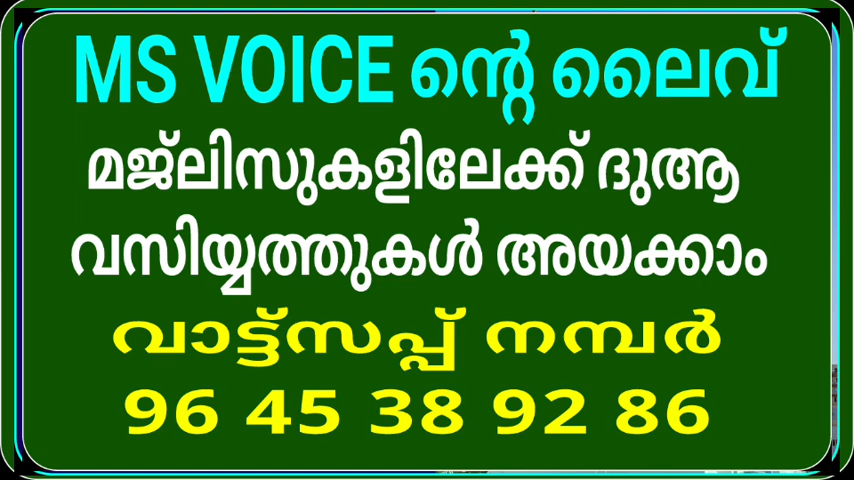 MS VOICE ന്റെ ലൈവ്
മജ്ലിസുകളിലേക്ക് ദുആ
വസിയ്യത്തുകൾ അയക്കാം
വാട്ട്സപ്പ് നമ്പർ
96 45 38 92 86